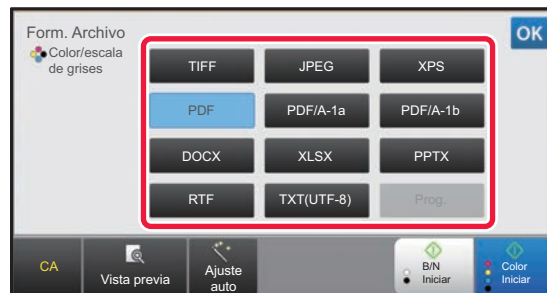 Form. Archivo
OK
Color/escala
de grises
TIFF
JPEG
XPS
PDF
PDF/A-1a
PDF/A-1b
DOCX
XLSX
PPTX
RTF
TXT(UTF-8)
Prog.
CA
Vista previa
Ajuste
auto
B/N
Iniciar
Color
Iniciar